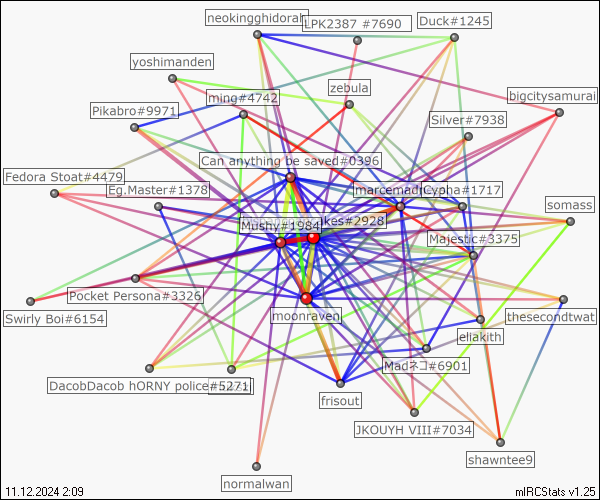 neokingghidorah
LPK2387 #7690
Duck#1245
yoshimanden
zebula
ming#4742
bigcitysamurai
Pikabro#9971
Silver#7938
Can anything be saved#0396
Fedora Stoat#4479
Eg.Master#1378
Cypha#1717
somass
Mushy#1984
#2928
Majestic#3375
Pocket Persona#3326
Swirly Boi#6154
moonraven
thesecondtwat
eliakith
Madネコ#6901
DacobDacob hORNY police#5271
frisout
JKOUYH VIII#7034
shawntee9
normalwan
11.12.2024 2:09
mIRCStats v1.25